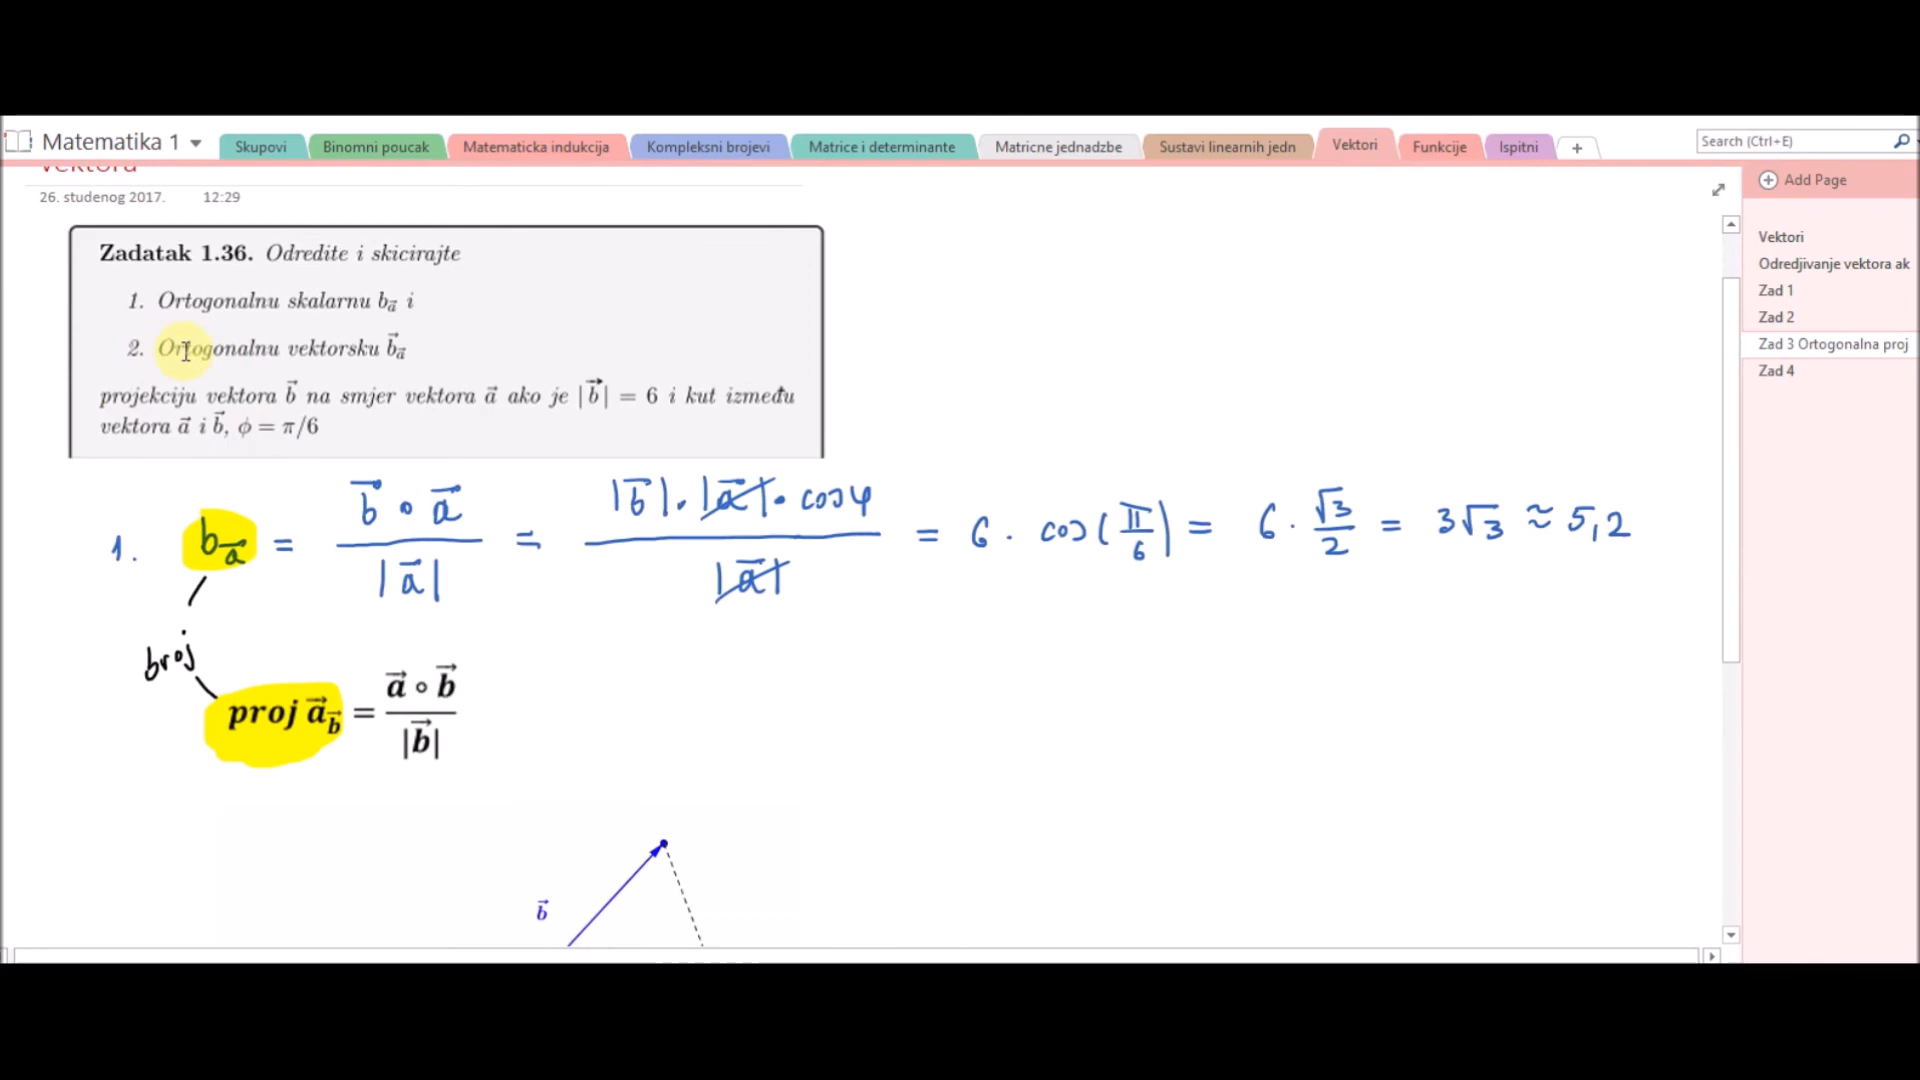 Matematika 1 Skupovi Binomni poucak Matematicka indukcija Kompleksni brojevi Matrice i determinante Matricne jednadzbe Sustavi linearnih jedn Vektori Funkcije Ispitni + Search (Ctrl+E)
vektora
26. studenog 2017. 12:29
Add Page
Vektori
Odredjivanje vektora ak
Zad 1
Zad 2
Zad 3 Ortogonalna proj
Zad 4
Zadatak 1.36. Odredite i skicirajte
1. Ortogonalnu skalarnu b_a⃗ i
2. Ortogonalnu vektorsku b⃗_a⃗
projekciju vektora b⃗ na smjer vektora a⃗ ako je |b⃗| = 6 i kut između
vektora a⃗ i b⃗, ϕ = π/6
1. b_a⃗ = (b⃗ ∘ a⃗) / |a⃗| = (|b⃗| · |a⃗| · cos φ) / |a⃗| = 6 · cos(π/6) = 6 · √3/2 = 3√3 ≈ 5,2
broj
proj a⃗_b⃗ = (a⃗ ∘ b⃗) / |b⃗|
b⃗